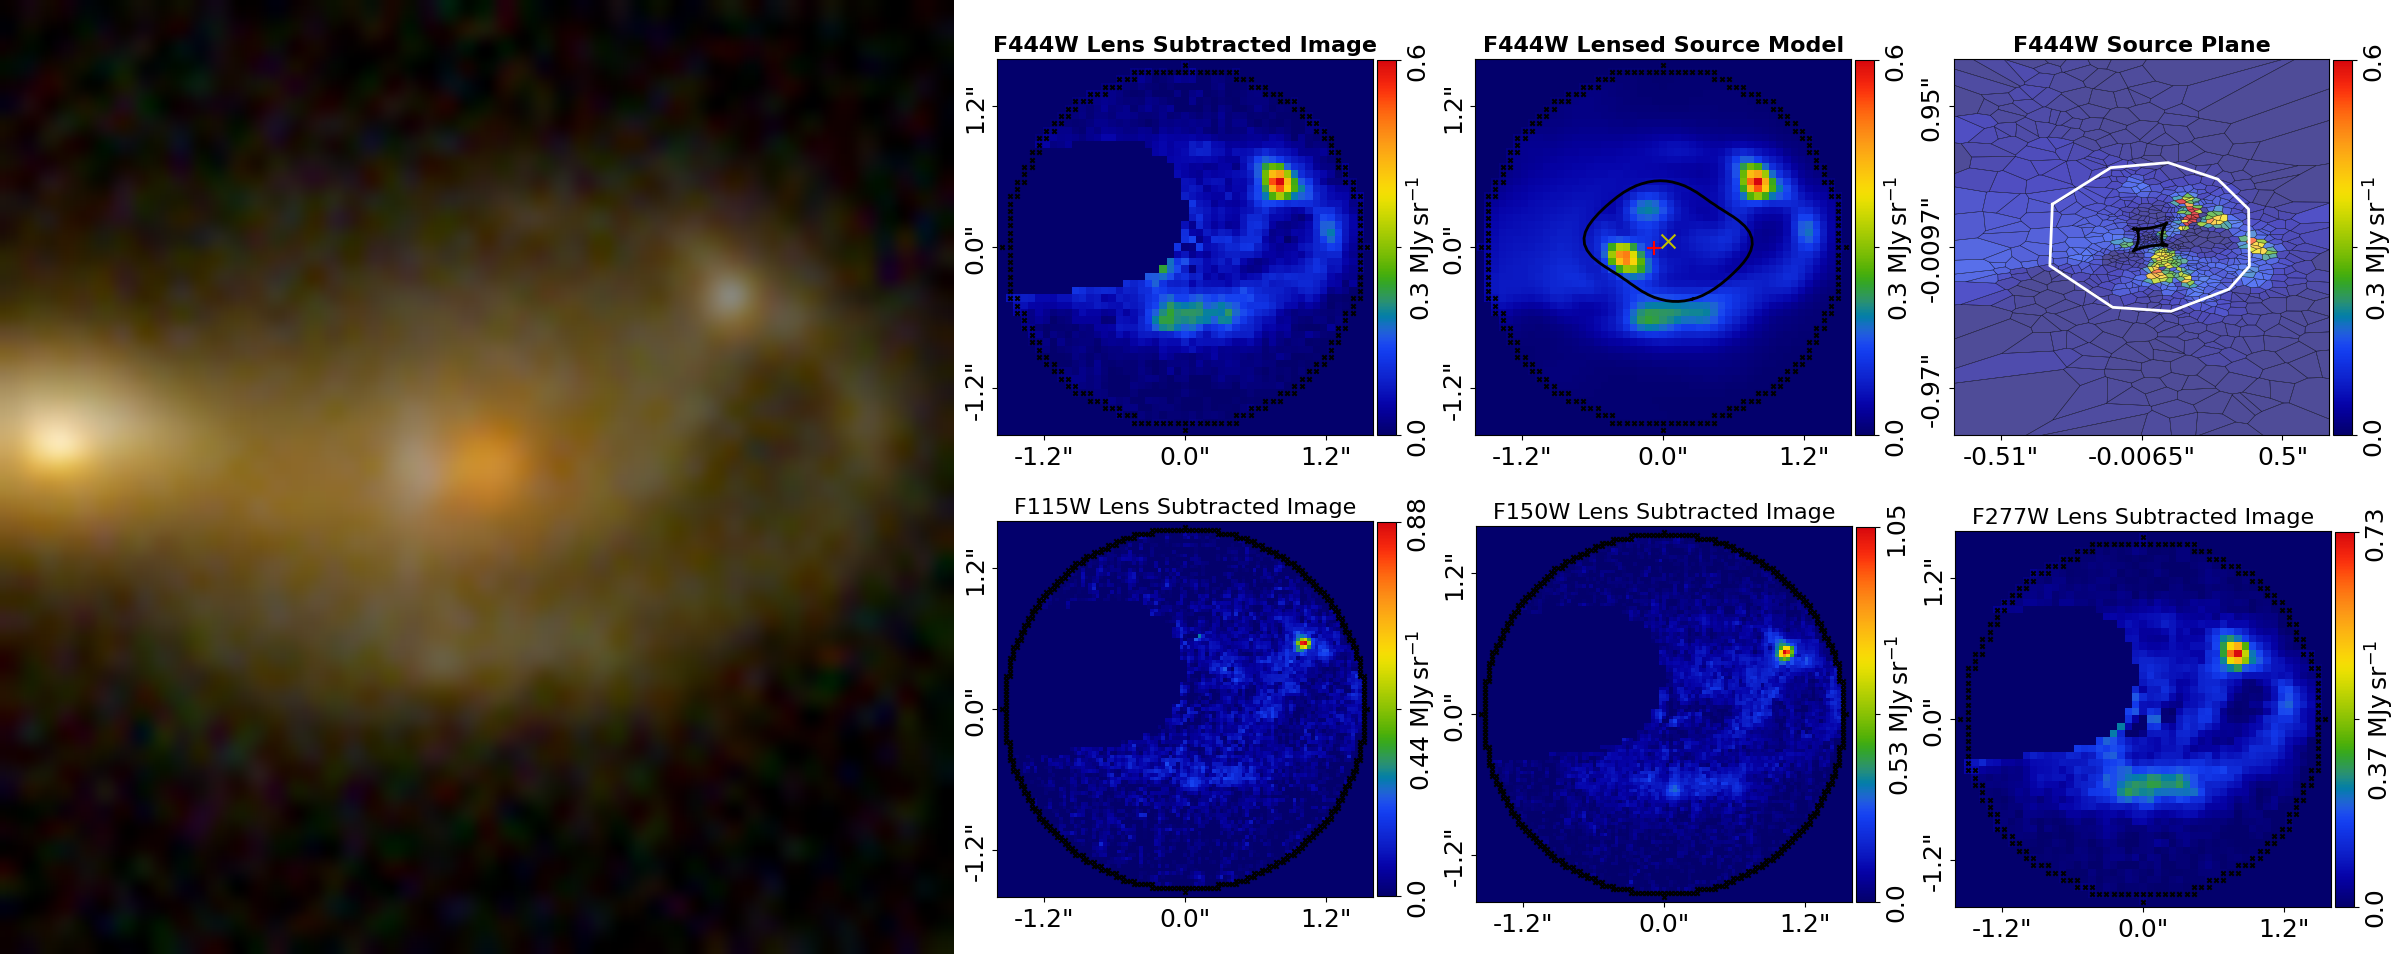 F444W Lens Subtracted Image
1.2"
0.0"
-1.2"
-1.2" 0.0" 1.2"
0.6
0.3 MJy sr⁻¹
0.0
F444W Lensed Source Model
1.2"
0.0"
-1.2"
-1.2" 0.0" 1.2"
0.6
0.3 MJy sr⁻¹
0.0
F444W Source Plane
0.95"
-0.0097"
-0.97"
-0.51" -0.0065" 0.5"
0.6
0.3 MJy sr⁻¹
0.0
F115W Lens Subtracted Image
1.2"
0.0"
-1.2"
-1.2" 0.0" 1.2"
0.88
0.44 MJy sr⁻¹
0.0
F150W Lens Subtracted Image
1.2"
0.0"
-1.2"
-1.2" 0.0" 1.2"
1.05
0.53 MJy sr⁻¹
0.0
F277W Lens Subtracted Image
1.2"
0.0"
-1.2"
-1.2" 0.0" 1.2"
0.73
0.37 MJy sr⁻¹
0.0